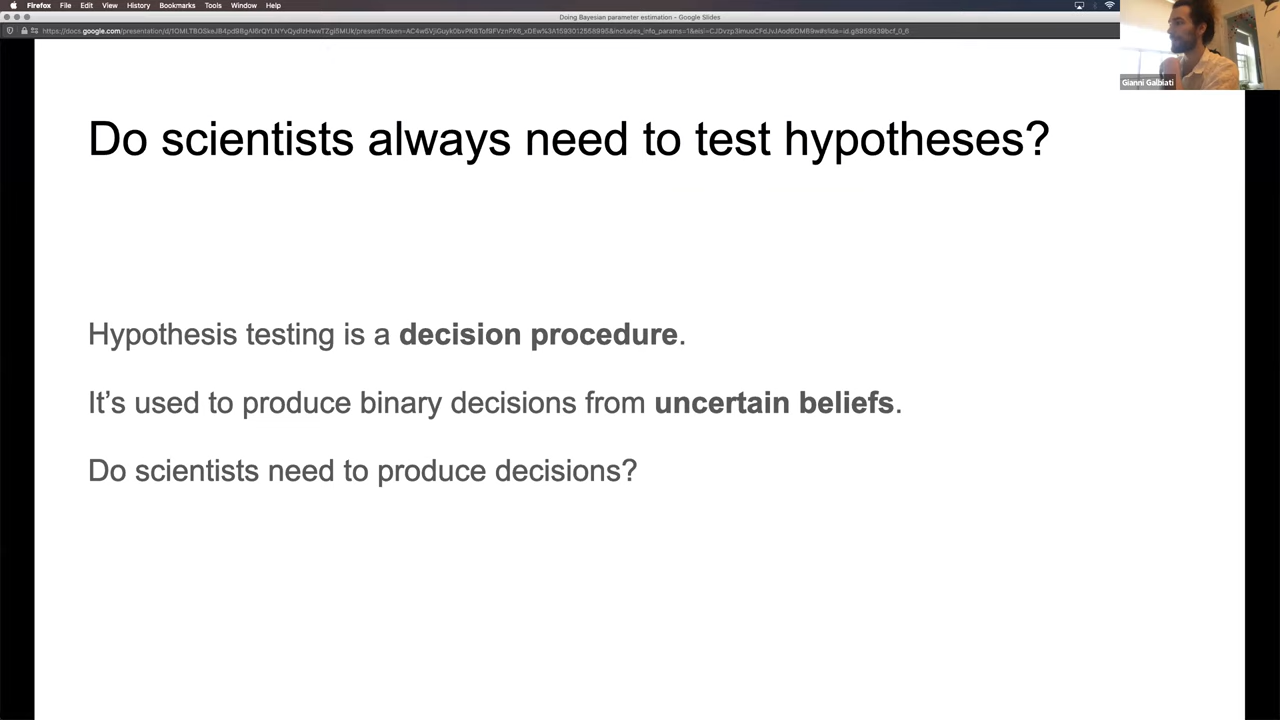 Firefox File Edit View History Bookmarks Tools Window Help
Doing Bayesian parameter estimation - Google Slides
Gianni Galbiati
Do scientists always need to test hypotheses?
Hypothesis testing is a decision procedure.
It's used to produce binary decisions from uncertain beliefs.
Do scientists need to produce decisions?